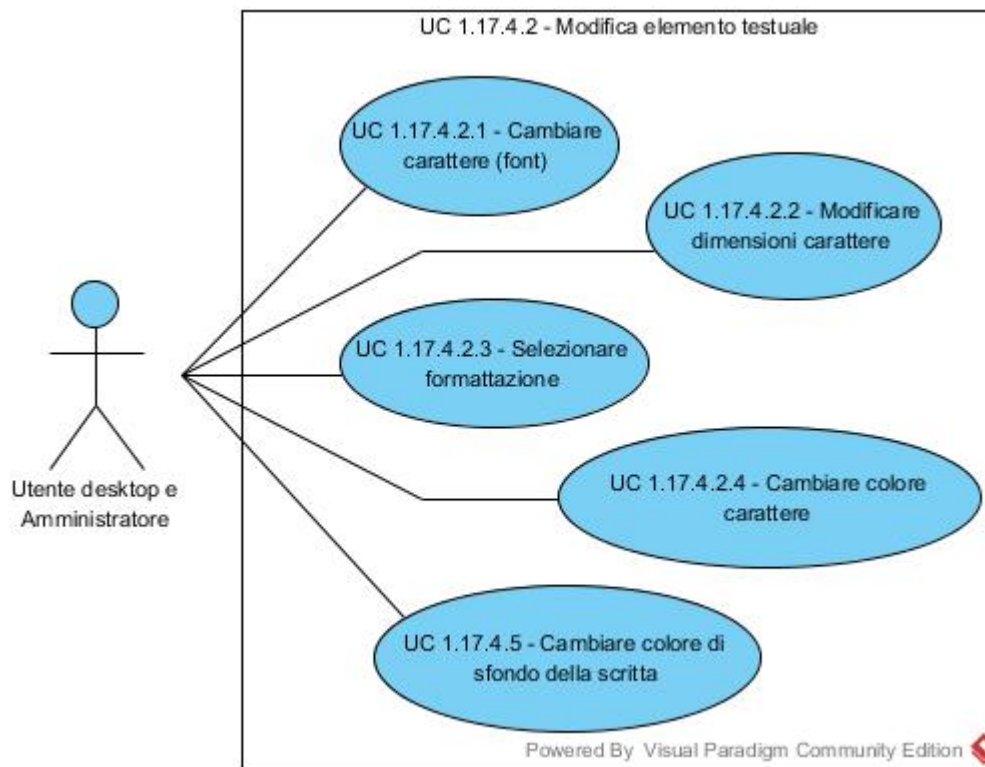 UC 1.17.4.2 - Modifica elemento testuale
UC 1.17.4.2.1 - Cambiare
carattere (font)
UC 1.17.4.2.2 - Modificare
dimensioni carattere
UC 1.17.4.2.3 - Selezionare
formattazione
Utente desktop e
Amministratore
UC 1.17.4.2.4 - Cambiare colore
carattere
UC 1.17.4.5 - Cambiare colore di
sfondo della scritta
Powered By Visual Paradigm Community Edition